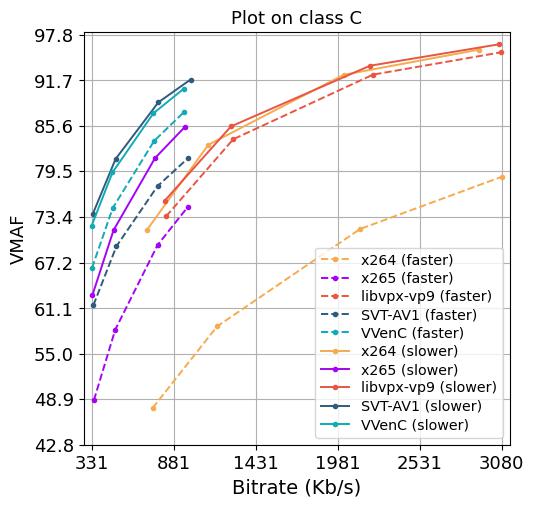 Plot on class C
97.8
91.7
85.6
79.5
73.4
67.2
61.1
55.0
48.9
42.8
VMAF
x264 (faster)
x265 (faster)
libvpx-vp9 (faster)
SVT-AV1 (faster)
VVenC (faster)
x264 (slower)
x265 (slower)
libvpx-vp9 (slower)
SVT-AV1 (slower)
VVenC (slower)
331 881 1431 1981 2531 3080
Bitrate (Kb/s)